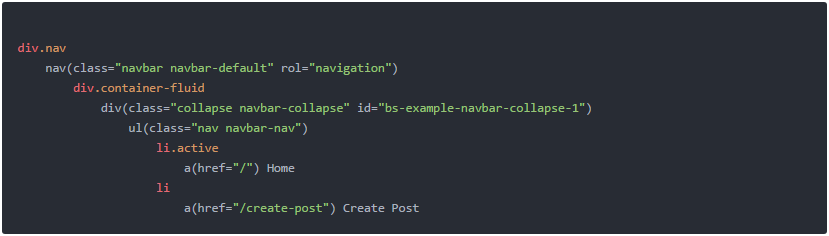 div.nav
    nav(class="navbar navbar-default" rol="navigation")
        div.container-fluid
            div(class="collapse navbar-collapse" id="bs-example-navbar-collapse-1")
                ul(class="nav navbar-nav")
                    li.active
                        a(href="/") Home
                    li
                        a(href="/create-post") Create Post